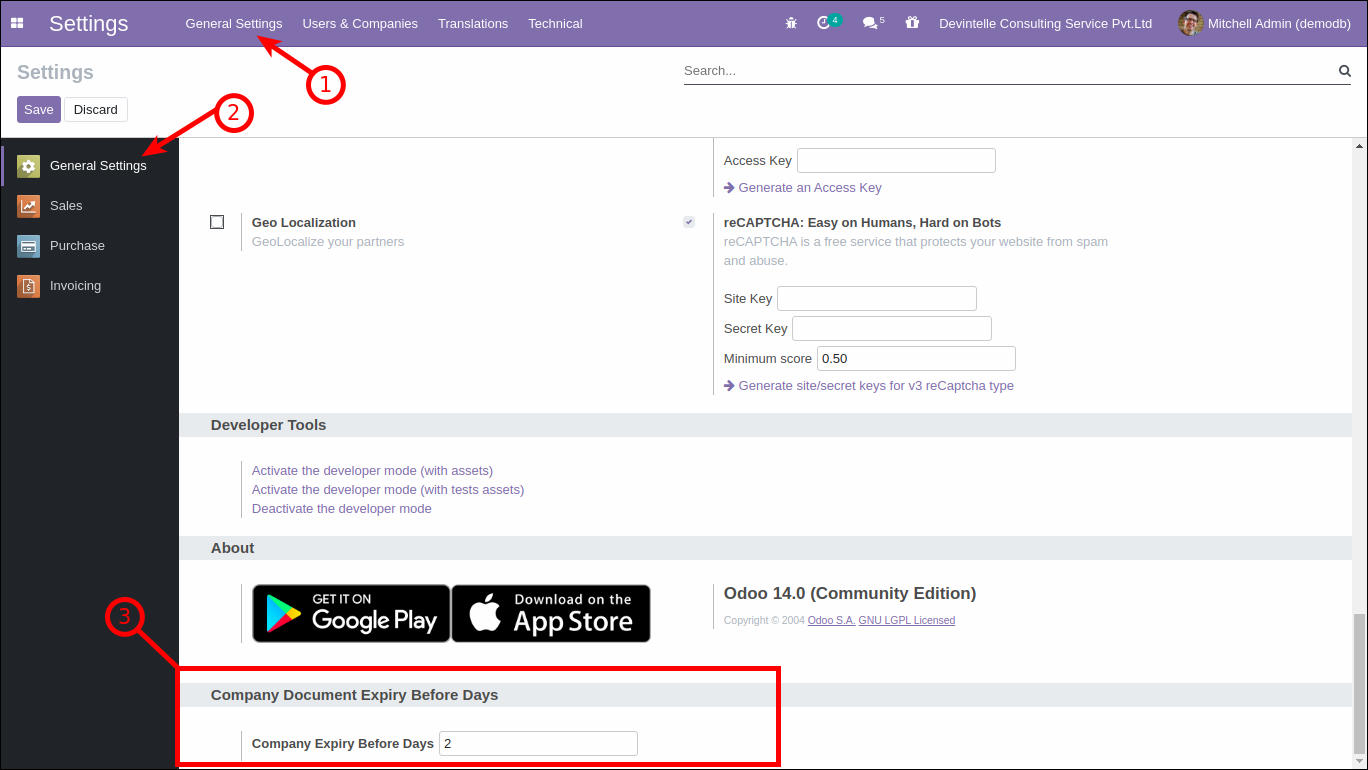 Settings
General Settings
Users & Companies
Translations
Technical
4
5
Devintelle Consulting Service Pvt.Ltd
Mitchell Admin (demodb)
Settings
Search...
1
Save
Discard
2
General Settings
Sales
Purchase
Invoicing
Access Key
Generate an Access Key
Geo Localization
GeoLocalize your partners
reCAPTCHA: Easy on Humans, Hard on Bots
reCAPTCHA is a free service that protects your website from spam
and abuse.
Site Key
Secret Key
Minimum score 0.50
Generate site/secret keys for v3 reCaptcha type
Developer Tools
Activate the developer mode (with assets)
Activate the developer mode (with tests assets)
Deactivate the developer mode
About
GET IT ON
Google Play
Download on the
App Store
Odoo 14.0 (Community Edition)
Copyright © 2004 Odoo S.A. GNU LGPL Licensed
3
Company Document Expiry Before Days
Company Expiry Before Days 2